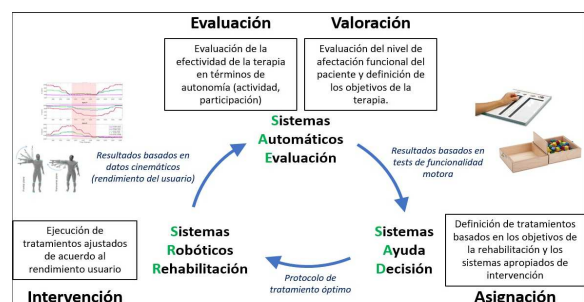 Evaluación
Valoración
Evaluación de la
efectividad de la terapia
en términos de
autonomía (actividad,
participación)
Evaluación del nivel de
afectación funcional del
paciente y definición de
los objetivos de la
terapia.
Sistemas
Automáticos
Evaluación
Resultados basados en
datos cinemáticos
(rendimiento del usuario)
Resultados basados en
tests de funcionalidad
motora
Ejecución de
tratamientos ajustados de
acuerdo al
rendimiento usuario
Sistemas
Robóticos
Rehabilitación
Sistemas
Ayuda
Decisión
Definición de tratamientos
basados en los objetivos de
la rehabilitación y los
sistemas apropiados de
intervención
Protocolo de
tratamiento óptimo
Intervención
Asignación